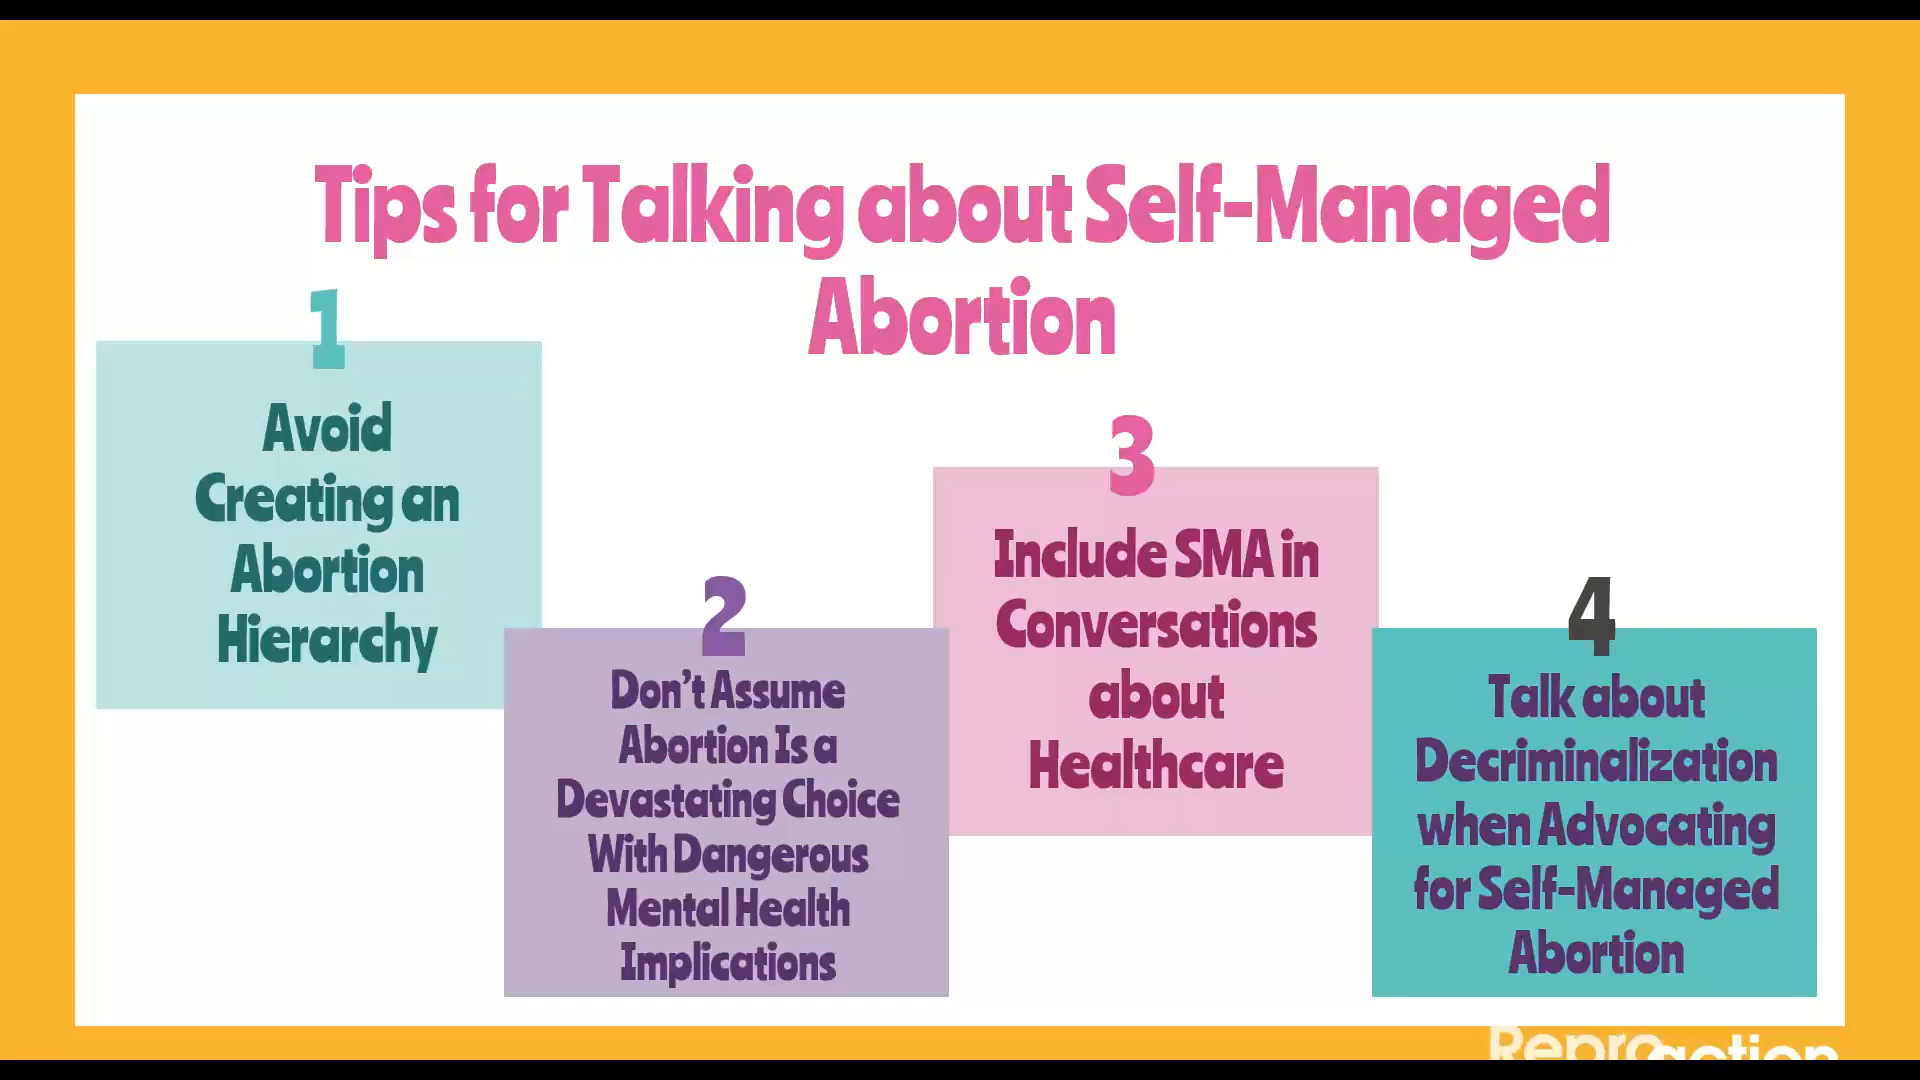 Tips for Talking about Self-Managed
Abortion
1
Avoid
Creating an
Abortion
Hierarchy
2
Don't Assume
Abortion Is a
Devastating Choice
With Dangerous
Mental Health
Implications
3
Include SMA in
Conversations
about
Healthcare
4
Talk about
Decriminalization
when Advocating
for Self-Managed
Abortion
Reproaction